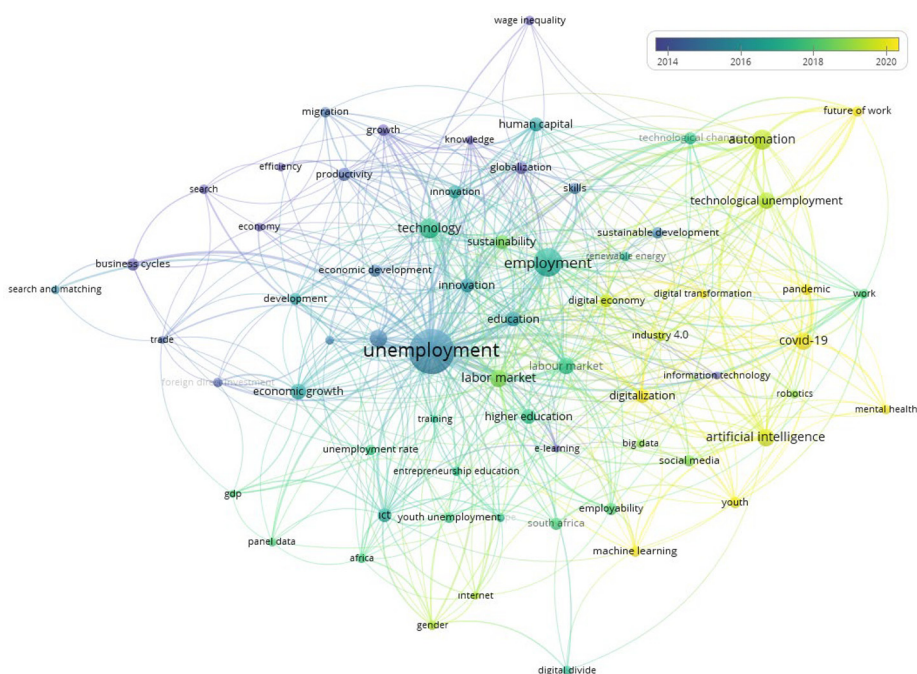 wage inequality
2014 2016 2018 2020
migration
future of work
growth
human capital
knowledge
technological change
automation
efficiency
globalization
productivity
search
innovation
skills
technological unemployment
economy
technology
sustainability
sustainable development
renewable energy
business cycles
economic development
employment
search and matching
innovation
development
digital economy
digital transformation
pandemic
work
education
trade
industry 4.0
covid-19
unemployment
labour market
information technology
foreign direct investment
economic growth
labor market
digitalization
robotics
mental health
training
higher education
artificial intelligence
unemployment rate
e-learning
big data
social media
entrepreneurship education
gdp
ict
youth unemployment
south africa
employability
youth
panel data
africa
machine learning
internet
gender
digital divide